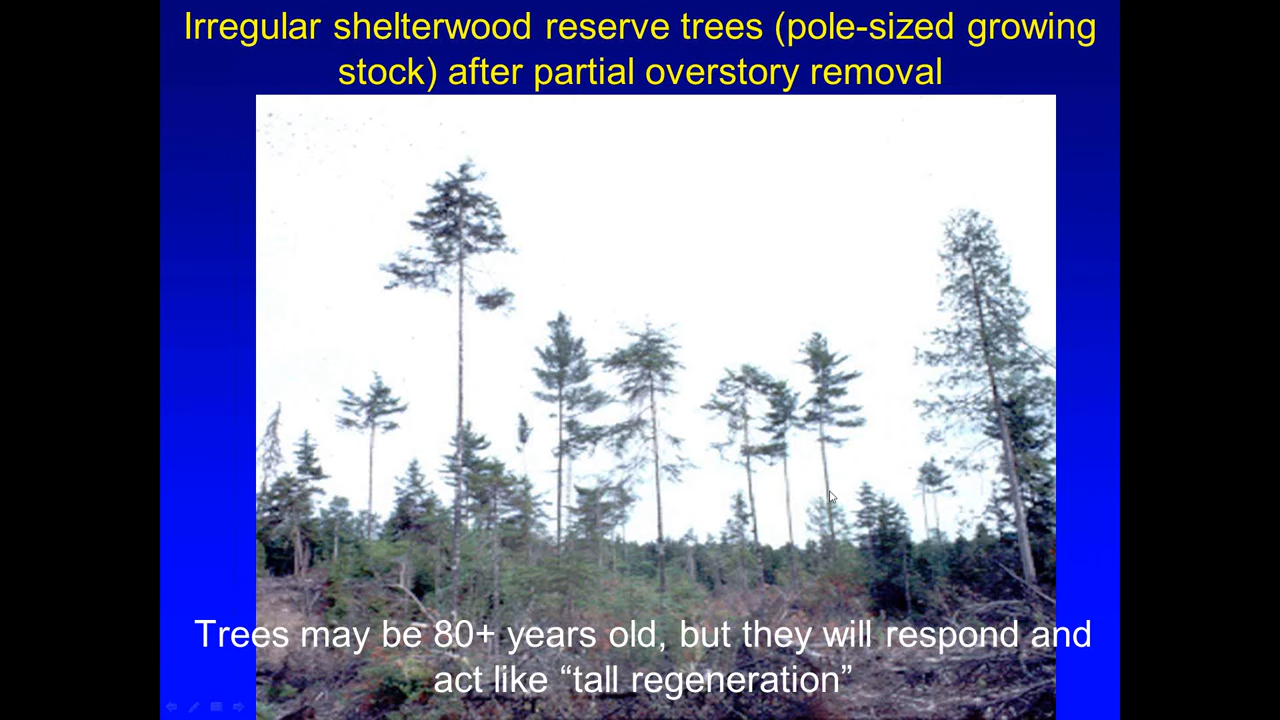 Irregular shelterwood reserve trees (pole-sized growing
stock) after partial overstory removal
Trees may be 80+ years old, but they will respond and
act like “tall regeneration”